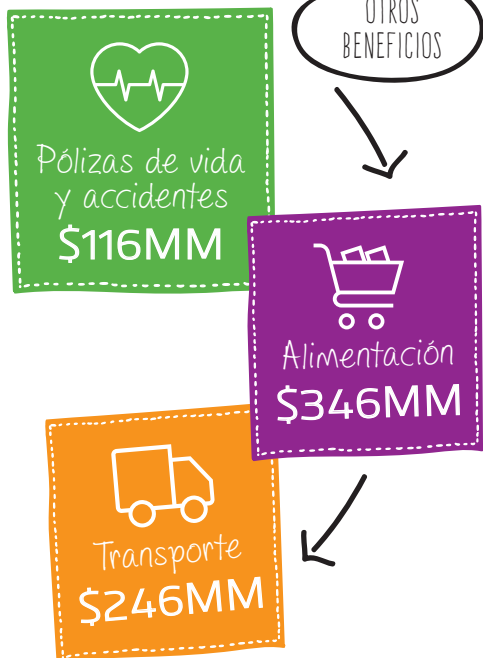 OTROS
BENEFICIOS
Pólizas de vida
y accidentes
$116MM
Alimentación
$346MM
Transporte
$246MM